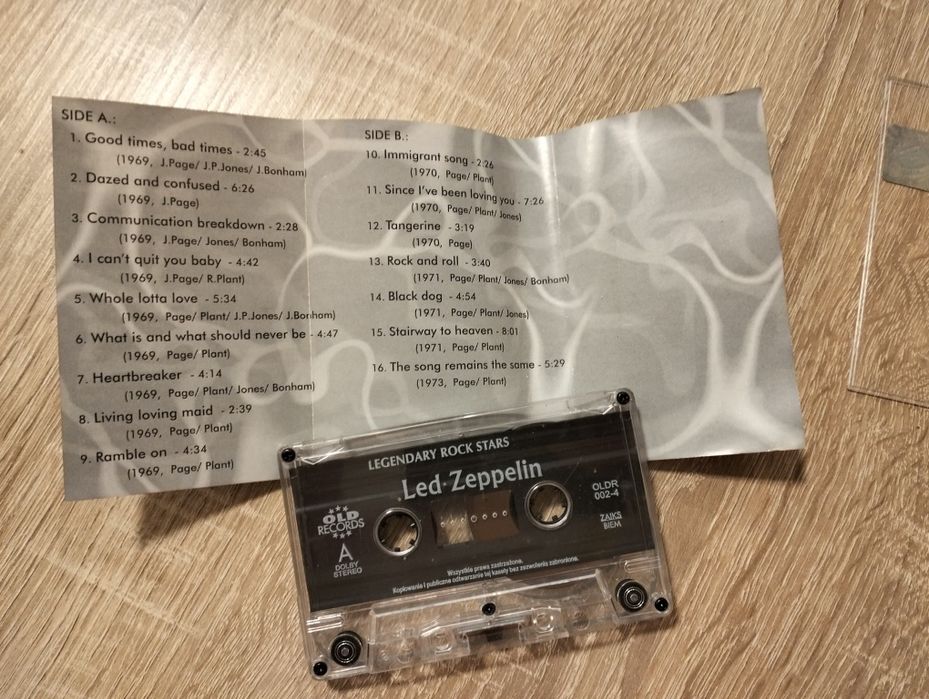 SIDE A.:
1. Good times, bad times - 2:45
(1969, J.Page/ J.P.Jones/ J.Bonham)
2. Dazed and confused - 6:26
(1969, J.Page)
3. Communication breakdown - 2:28
(1969, J.Page/ Jones/ Bonham)
4. I can't quit you baby - 4:42
(1969, J.Page/ R.Plant)
5. Whole lotta love - 5:34
(1969, Page/ Plant/ J.P.Jones/ J.Bonham)
6. What is and what should never be - 4:47
(1969, Page/ Plant)
7. Heartbreaker - 4:14
(1969, Page/ Plant/ Jones/ Bonham)
8. Living loving maid - 2:39
(1969, Page/ Plant)
9. Ramble on - 4:34
(1969, Page/ Plant)
SIDE B.:
10. Immigrant song - 2:26
(1970, Page/ Plant)
11. Since I've been loving you - 7:26
(1970, Page/ Plant/ Jones)
12. Tangerine - 3:19
(1970, Page)
13. Rock and roll - 3:40
(1971, Page/ Plant/ Jones/ Bonham)
14. Black dog - 4:54
(1971, Page/ Plant/ Jones)
15. Stairway to heaven - 8:01
(1971, Page/ Plant)
16. The song remains the same - 5:29
(1973, Page/ Plant)
LEGENDARY ROCK STARS
Led Zeppelin
OLD
RECORDS
A
DOLBY
STEREO
OLDR
002-4
ZAIKS
BIEM
Wszystkie prawa zastrzeżone.
Kopiowanie i publiczne odtwarzanie tej kasety bez zezwolenia zabronione.